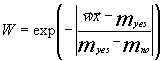 W = exp(-|(wx - m_yes)/(m_yes - m_no)|)